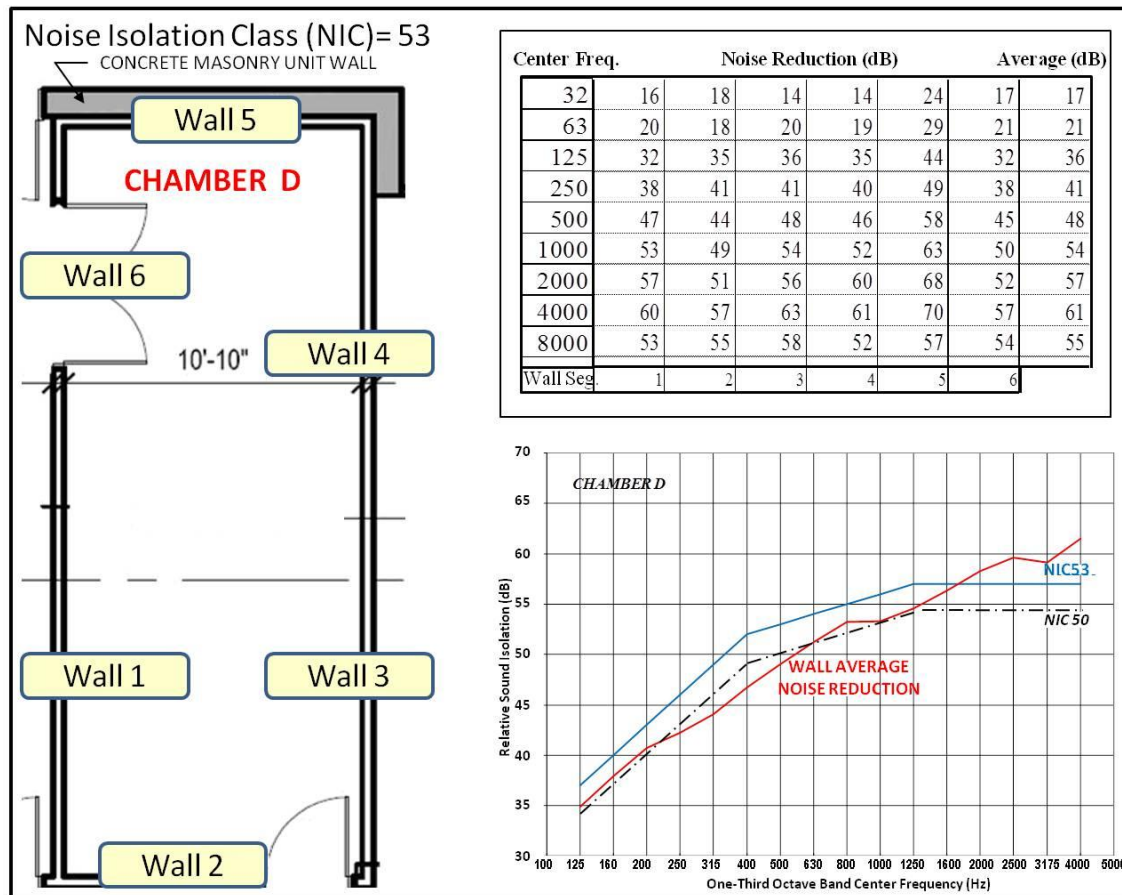 Noise Isolation Class (NIC)= 53
CONCRETE MASONRY UNIT WALL
Wall 5
CHAMBER D
Wall 6
10'-10"
Wall 4
Wall 1
Wall 3
Wall 2
Center Freq. Noise Reduction (dB) Average (dB)
32 16 18 14 14 24 17 17
63 20 18 20 19 29 21 21
125 32 35 36 35 44 32 36
250 38 41 41 40 49 38 41
500 47 44 48 46 58 45 48
1000 53 49 54 52 63 50 54
2000 57 51 56 60 68 52 57
4000 60 57 63 61 70 57 61
8000 53 55 58 52 57 54 55
Wall Seg. 1 2 3 4 5 6
CHAMBER D
NIC53
NIC 50
WALL AVERAGE
NOISE REDUCTION
Relative Sound Isolation (dB)
70
65
60
55
50
45
40
35
30
100 125 160 200 250 315 400 500 630 800 1000 1250 1600 2000 2500 3175 4000 5000
One-Third Octave Band Center Frequency (Hz)